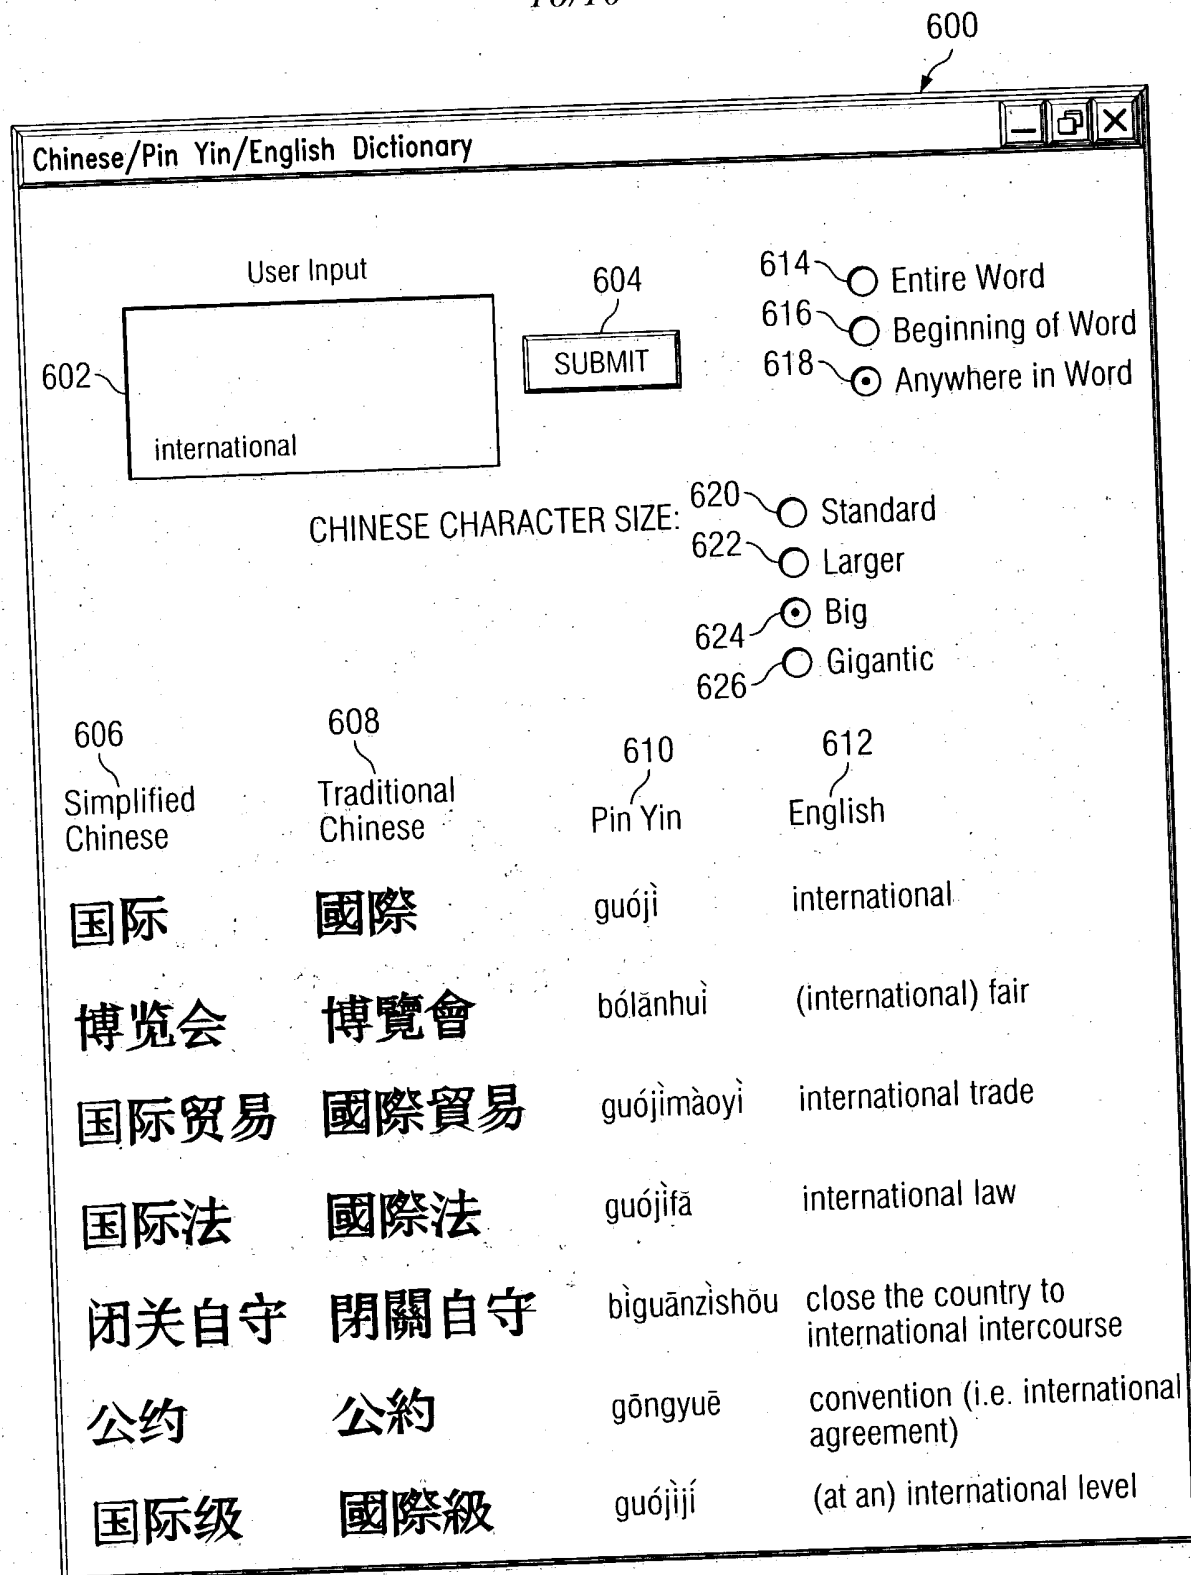 600
Chinese/Pin Yin/English Dictionary
User Input
604
614 Entire Word
616 Beginning of Word
602
SUBMIT
618 Anywhere in Word
international
CHINESE CHARACTER SIZE:
620 Standard
622 Larger
624 Big
626 Gigantic
606
608
610
612
Simplified
Chinese
Traditional
Chinese
Pin Yin
English
国际 國際 guójì international
博览会 博覽會 bólǎnhuì (international) fair
国际贸易 國際貿易 guójìmàoyì international trade
国际法 國際法 guójìfǎ international law
闭关自守 閉關自守 bìguānzìshōu close the country to
international intercourse
公约 公約 gōngyuē convention (i.e. international
agreement)
国际级 國際級 guójìjí (at an) international level